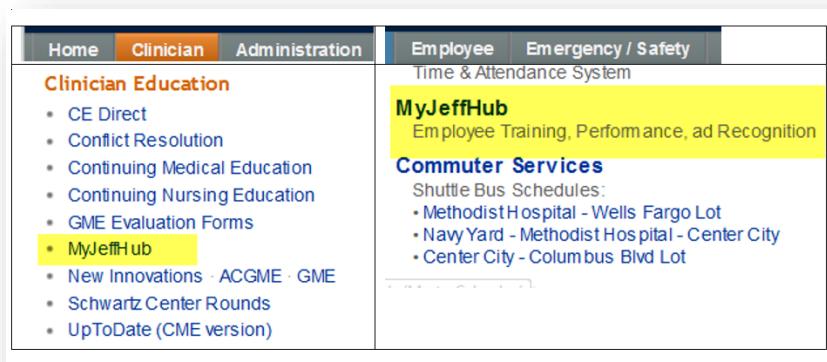 Home Clinician Administration
Clinician Education
• CE Direct
• Conflict Resolution
• Continuing Medical Education
• Continuing Nursing Education
• GME Evaluation Forms
• MyJeffHub
• New Innovations · ACGME · GME
• Schwartz Center Rounds
• UpToDate (CME version)
Employee Emergency / Safety
Time & Attendance System
MyJeffHub
Employee Training, Performance, ad Recognition
Commuter Services
Shuttle Bus Schedules:
• Methodist Hospital - Wells Fargo Lot
• Navy Yard - Methodist Hospital - Center City
• Center City - Columbus Blvd Lot